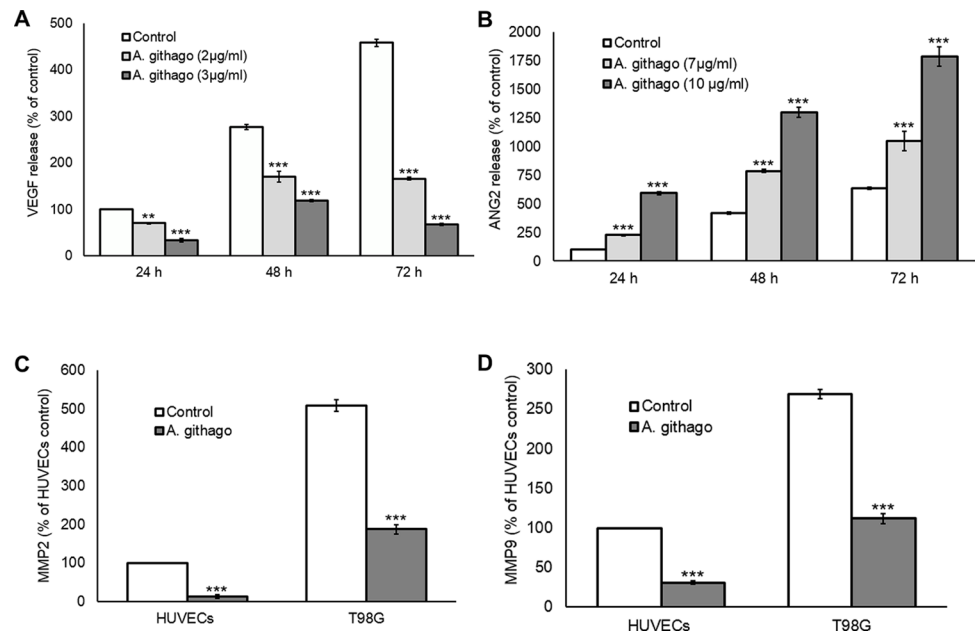 A
VEGF release (% of control)
500
400
300
200
100
0
Control
A. githago (2µg/ml)
A. githago (3µg/ml)
**
***
***
***
***
***
24 h
48 h
72 h
B
ANG2 release (% of control)
2000
1750
1500
1250
1000
750
500
250
0
Control
A. githago (7µg/ml)
A. githago (10 µg/ml)
***
***
***
***
***
***
24 h
48 h
72 h
C
MMP2 (% of HUVECs control)
600
500
400
300
200
100
0
Control
A. githago
***
***
HUVECs
T98G
D
MMP9 (% of HUVECs control)
300
250
200
150
100
50
0
Control
A. githago
***
***
HUVECs
T98G